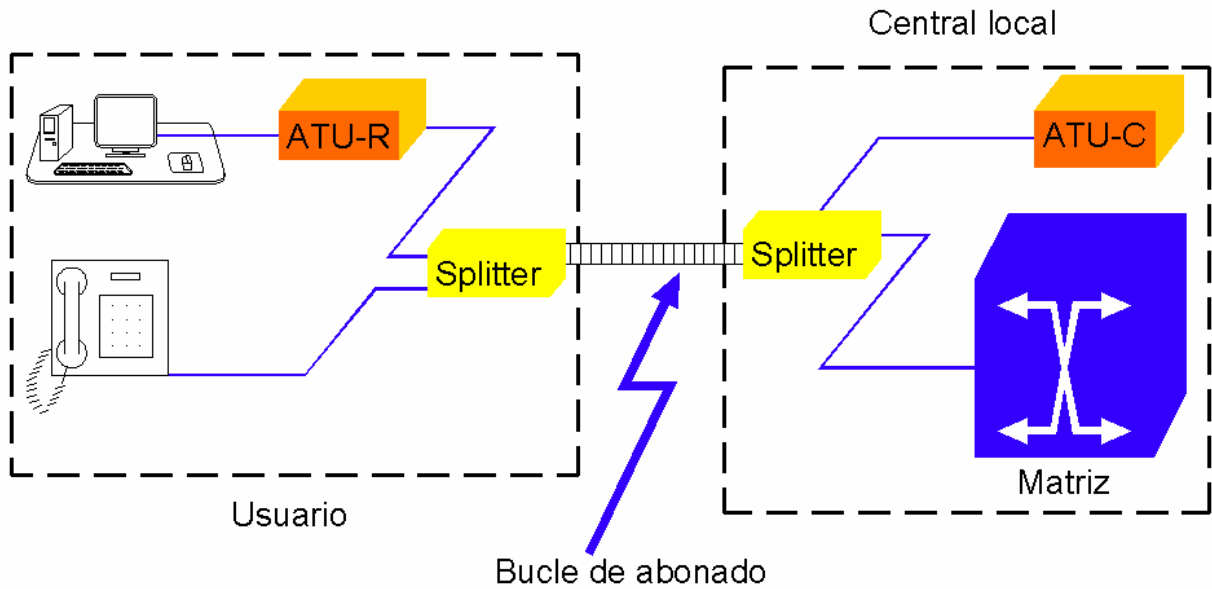 Central local
ATU-R
ATU-C
Splitter
Splitter
Matriz
Usuario
Bucle de abonado